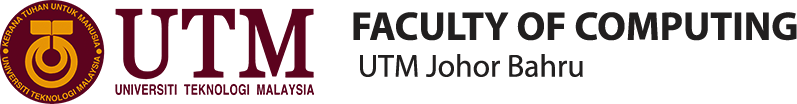 KERANA TUHAN UNTUK MANUSIA
UNIVERSITI TEKNOLOGI MALAYSIA
UTM
UNIVERSITI TEKNOLOGI MALAYSIA
FACULTY OF COMPUTING
UTM Johor Bahru